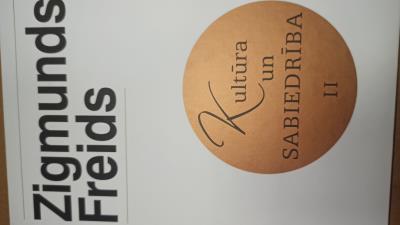 Zigmunds
Freids
Kultūra
un
SABIEDRĪBA
II